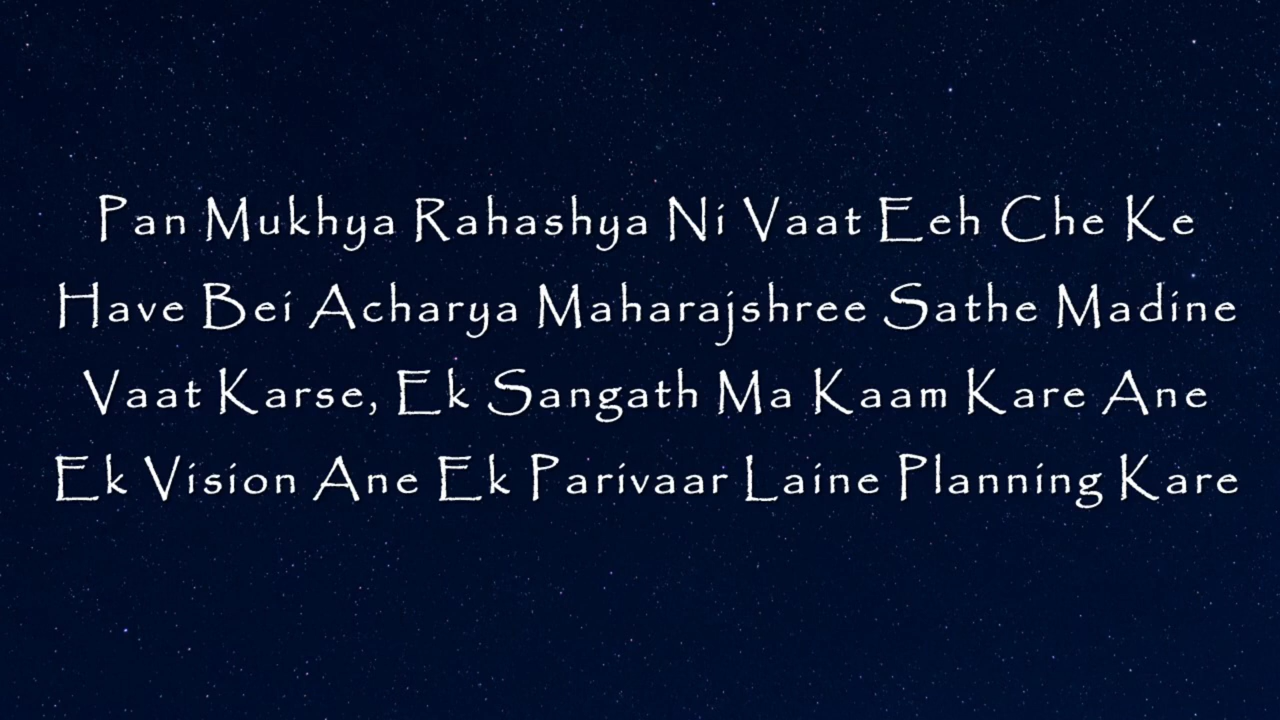 Pan Mukhya Rahashya Ni Vaat Eeh Che Ke
Have Bei Acharya Maharajshree Sathe Madine
Vaat Karse, Ek Sangath Ma Kaam Kare Ane
Ek Vision Ane Ek Parivaar Laine Planning Kare